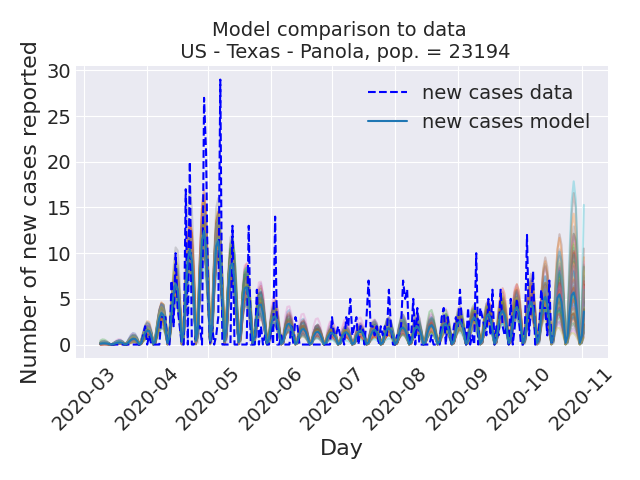 Model comparison to data
US - Texas - Panola, pop. = 23194
Number of new cases reported
30
25
20
15
10
5
0
new cases data
new cases model
2020-03
2020-04
2020-05
2020-06
2020-07
2020-08
2020-09
2020-10
2020-11
Day